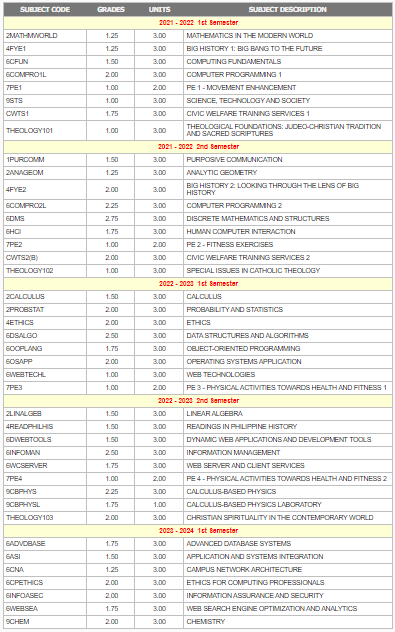 SUBJECT CODE GRADES UNITS SUBJECT DESCRIPTION
2021 - 2022 1st Semester
2MATHMWORLD 1.25 3.00 MATHEMATICS IN THE MODERN WORLD
4FYE1 1.25 3.00 BIG HISTORY 1: BIG BANG TO THE FUTURE
6CFUN 1.50 3.00 COMPUTING FUNDAMENTALS
6COMPRO1L 2.00 3.00 COMPUTER PROGRAMMING 1
7PE1 1.00 2.00 PE 1 - MOVEMENT ENHANCEMENT
9STS 1.00 3.00 SCIENCE, TECHNOLOGY AND SOCIETY
CWTS1 1.75 3.00 CIVIC WELFARE TRAINING SERVICES 1
THEOLOGY101 1.00 3.00 THEOLOGICAL FOUNDATIONS: JUDEO-CHRISTIAN TRADITION
AND SACRED SCRIPTURES
2021 - 2022 2nd Semester
1PURCOMM 1.50 3.00 PURPOSIVE COMMUNICATION
2ANAGEOM 1.25 3.00 ANALYTIC GEOMETRY
4FYE2 2.00 3.00 BIG HISTORY 2: LOOKING THROUGH THE LENS OF BIG
HISTORY
6COMPRO2L 2.25 3.00 COMPUTER PROGRAMMING 2
6DMS 2.75 3.00 DISCRETE MATHEMATICS AND STRUCTURES
6HCI 1.75 3.00 HUMAN COMPUTER INTERACTION
7PE2 1.00 2.00 PE 2 - FITNESS EXERCISES
CWTS2(B) 2.00 3.00 CIVIC WELFARE TRAINING SERVICES 2
THEOLOGY102 1.00 3.00 SPECIAL ISSUES IN CATHOLIC THEOLOGY
2022 - 2023 1st Semester
2CALCULUS 1.50 3.00 CALCULUS
2PROBSTAT 2.00 3.00 PROBABILITY AND STATISTICS
4ETHICS 2.00 3.00 ETHICS
6DSALGO 2.50 3.00 DATA STRUCTURES AND ALGORITHMS
6OOPLANG 1.75 3.00 OBJECT-ORIENTED PROGRAMMING
6OSAPP 2.00 3.00 OPERATING SYSTEMS APPLICATION
6WEBTECHL 1.00 3.00 WEB TECHNOLOGIES
7PE3 1.00 2.00 PE 3 - PHYSICAL ACTIVITIES TOWARDS HEALTH AND FITNESS 1
2022 - 2023 2nd Semester
2LINALGEB 1.50 3.00 LINEAR ALGEBRA
4READPHILHIS 1.50 3.00 READINGS IN PHILIPPINE HISTORY
6DWEBTOOLS 1.50 3.00 DYNAMIC WEB APPLICATIONS AND DEVELOPMENT TOOLS
6INFOMAN 2.50 3.00 INFORMATION MANAGEMENT
6WCSERVER 1.75 3.00 WEB SERVER AND CLIENT SERVICES
7PE4 1.00 2.00 PE 4 - PHYSICAL ACTIVITIES TOWARDS HEALTH AND FITNESS 2
9CBPHYS 2.25 3.00 CALCULUS-BASED PHYSICS
9CBPHYSL 1.75 1.00 CALCULUS-BASED PHYSICS LABORATORY
THEOLOGY103 2.00 3.00 CHRISTIAN SPIRITUALITY IN THE CONTEMPORARY WORLD
2023 - 2024 1st Semester
6ADVDBASE 1.75 3.00 ADVANCED DATABASE SYSTEMS
6ASI 1.50 3.00 APPLICATION AND SYSTEMS INTEGRATION
6CNA 1.25 3.00 CAMPUS NETWORK ARCHITECTURE
6CPETHICS 2.00 3.00 ETHICS FOR COMPUTING PROFESSIONALS
6INFOASEC 2.00 3.00 INFORMATION ASSURANCE AND SECURITY
6WEBSEA 1.75 3.00 WEB SEARCH ENGINE OPTIMIZATION AND ANALYTICS
9CHEM 2.00 3.00 CHEMISTRY